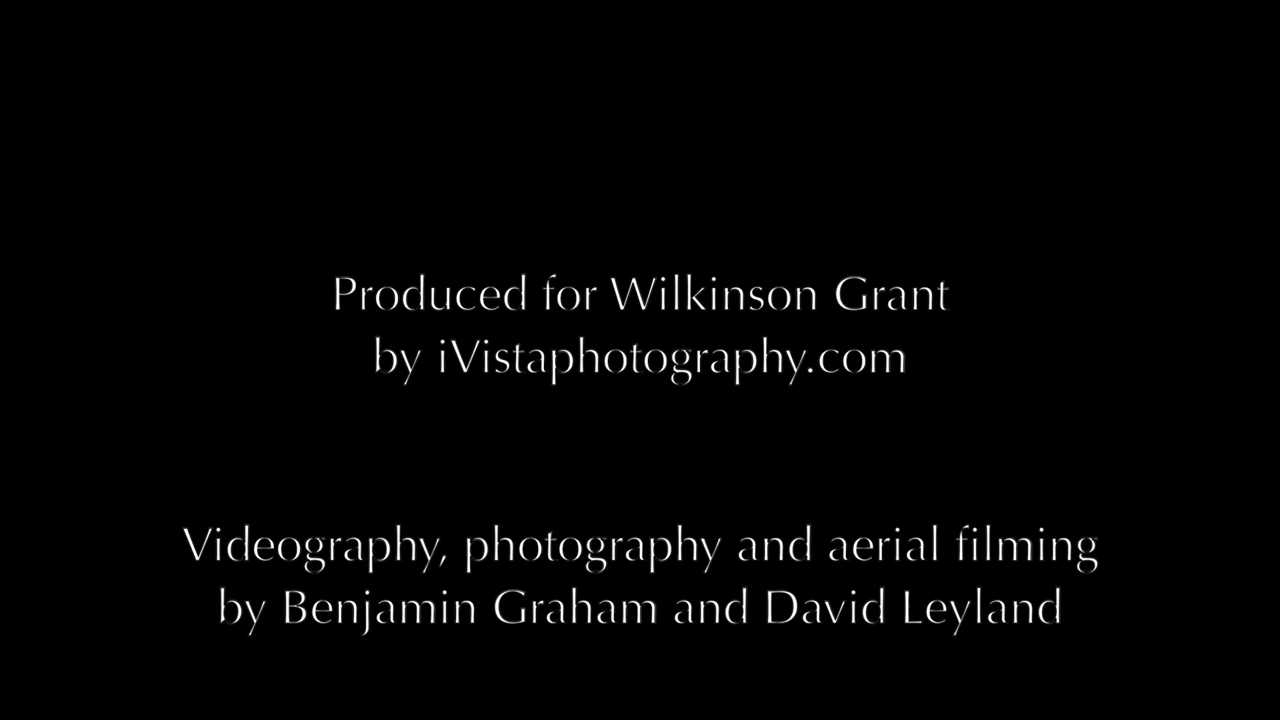 Produced for Wilkinson Grant
by iVistaphotography.com
Videography, photography and aerial filming
by Benjamin Graham and David Leyland